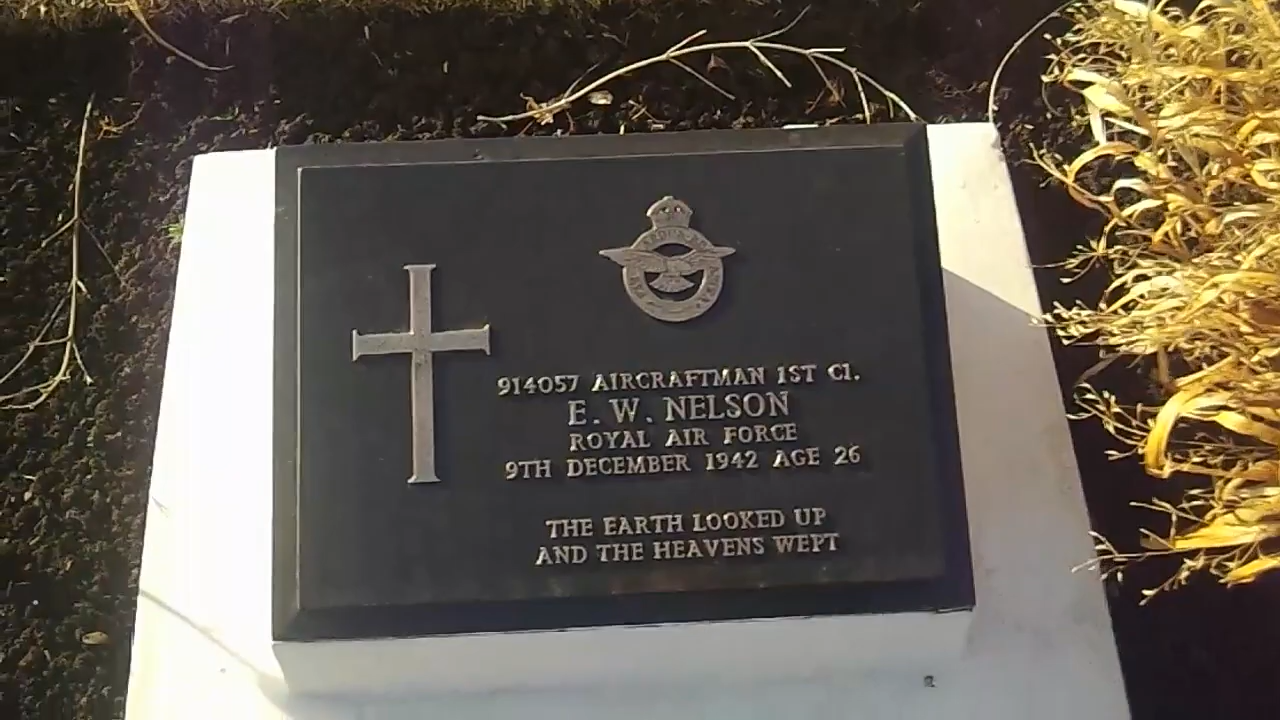 914057 AIRCRAFTMAN 1ST Cl.
E. W. NELSON
ROYAL AIR FORCE
9TH DECEMBER 1942 AGE 26
THE EARTH LOOKED UP
AND THE HEAVENS WEPT